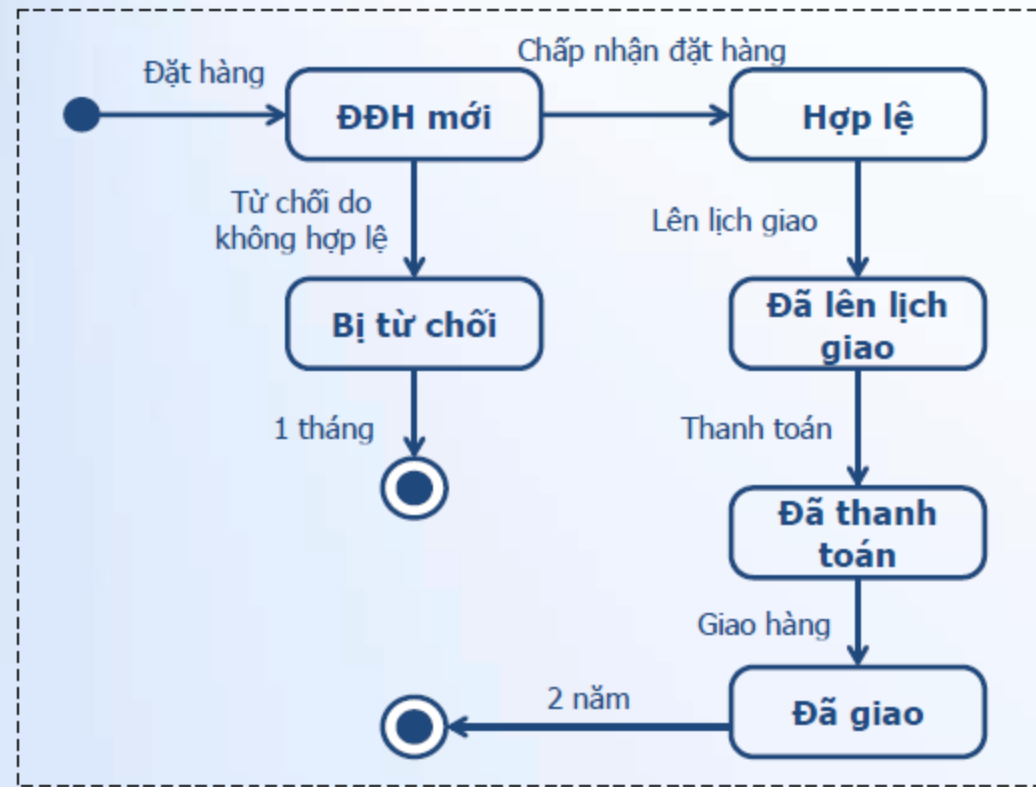 Đặt hàng
ĐĐH mới
Chấp nhận đặt hàng
Hợp lệ
Từ chối do
không hợp lệ
Lên lịch giao
Bị từ chối
Đã lên lịch
giao
1 tháng
Thanh toán
Đã thanh
toán
Giao hàng
2 năm
Đã giao